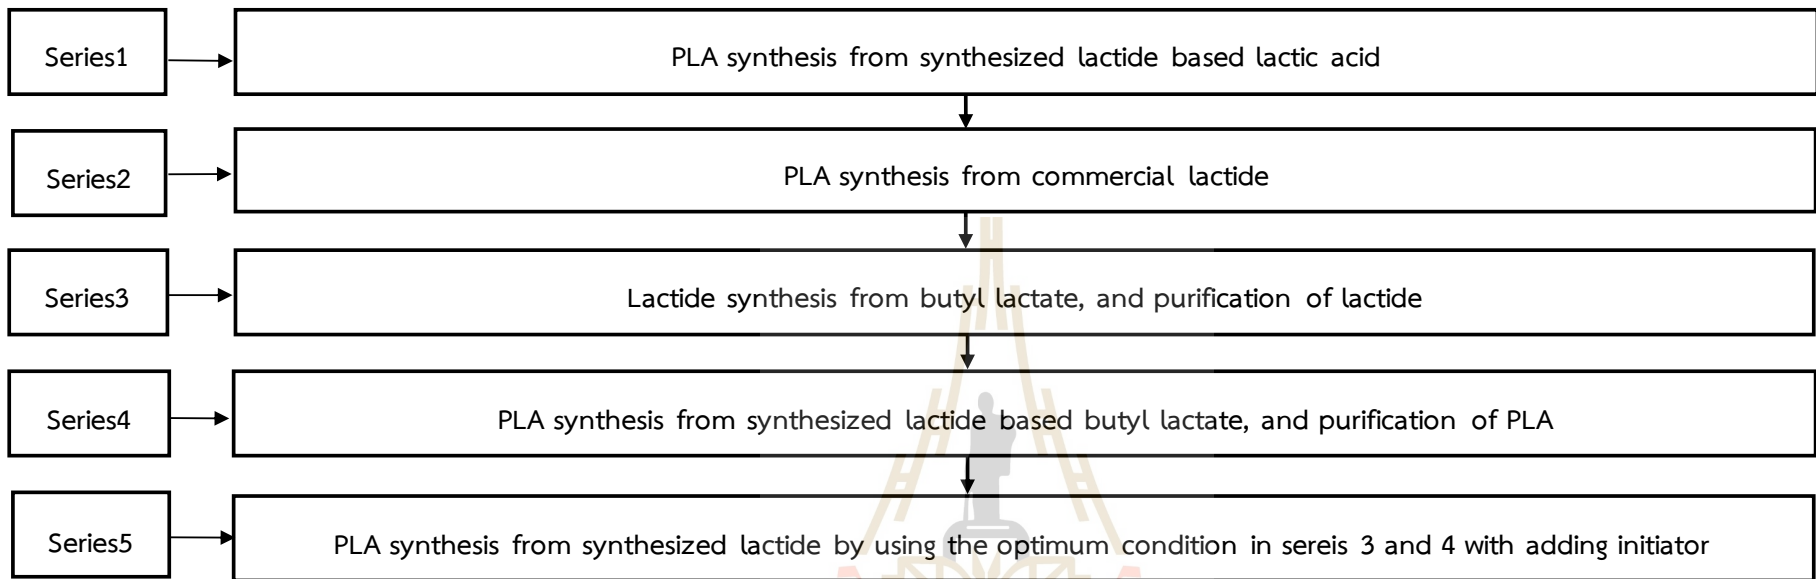 Series1
PLA synthesis from synthesized lactide based lactic acid
Series2
PLA synthesis from commercial lactide
Series3
Lactide synthesis from butyl lactate, and purification of lactide
Series4
PLA synthesis from synthesized lactide based butyl lactate, and purification of PLA
Series5
PLA synthesis from synthesized lactide by using the optimum condition in sereis 3 and 4 with adding initiator